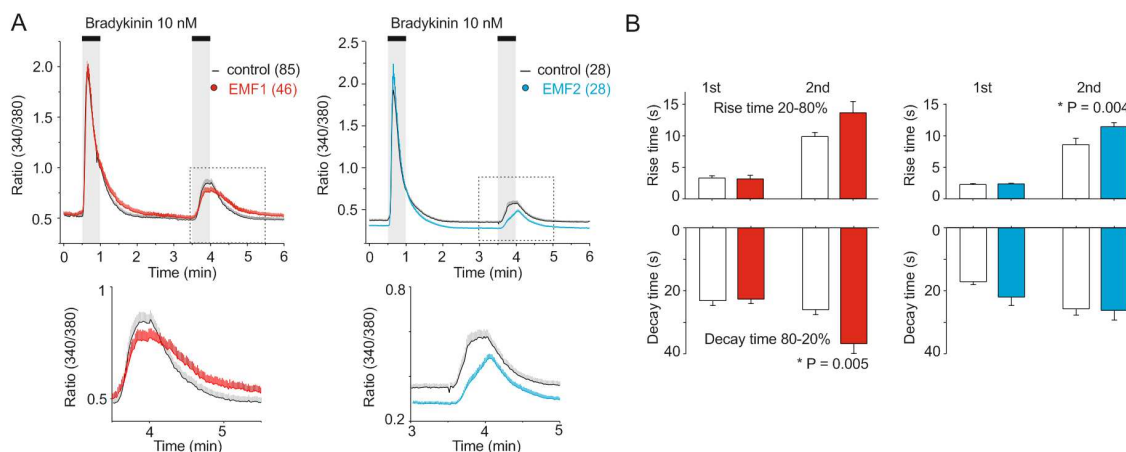 A
B
Bradykinin 10 nM
control (85)
EMF1 (46)
Ratio (340/380)
2.0
1.5
1.0
0.5
0 1 2 3 4 5 6
Time (min)
Bradykinin 10 nM
control (28)
EMF2 (28)
Ratio (340/380)
2.5
2.0
1.5
1.0
0.5
0 1 2 3 4 5 6
Time (min)
Ratio (340/380)
1
0.5
4 5
Time (min)
Ratio (340/380)
0.8
0.2
3 4 5
Time (min)
1st 2nd
Rise time 20-80%
Rise time (s)
15
10
5
0
0
20
40
Decay time (s)
Decay time 80-20%
* P = 0.005
1st 2nd
* P = 0.004
Rise time (s)
15
10
5
0
0
20
40
Decay time (s)